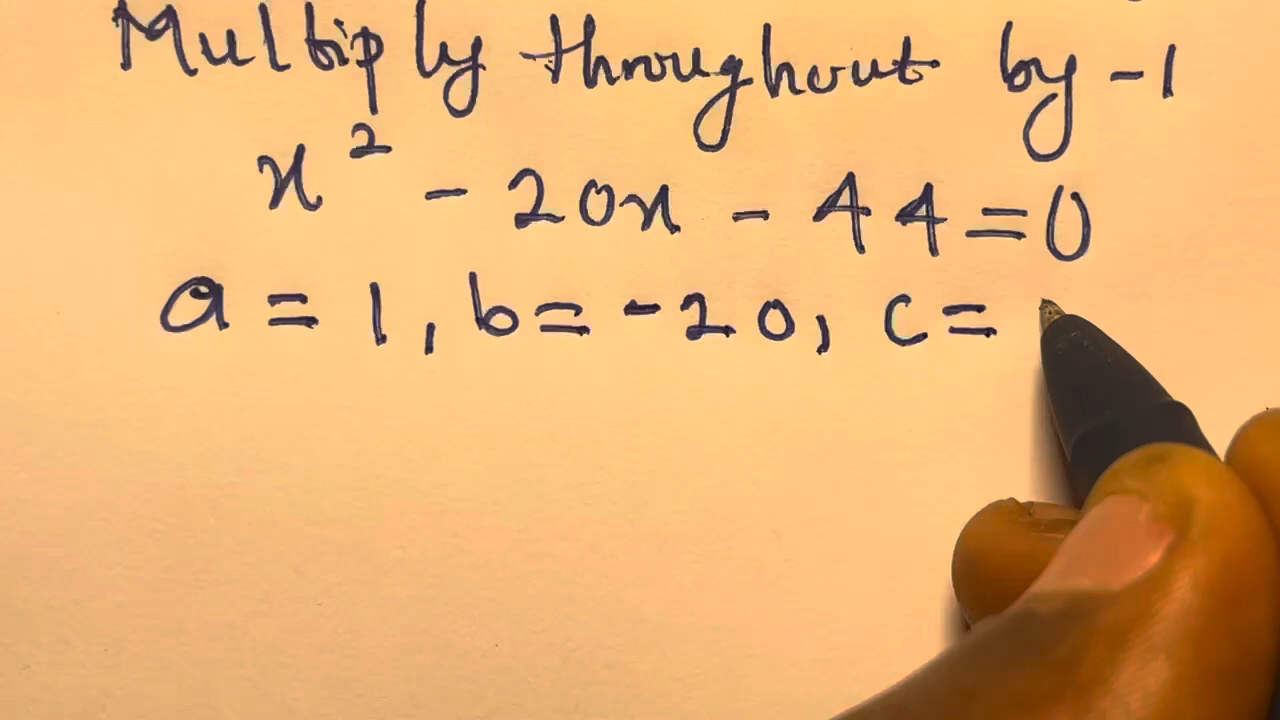 Multiply throughout by -1
x² - 20x - 44=0
a = 1, b= -20, c=